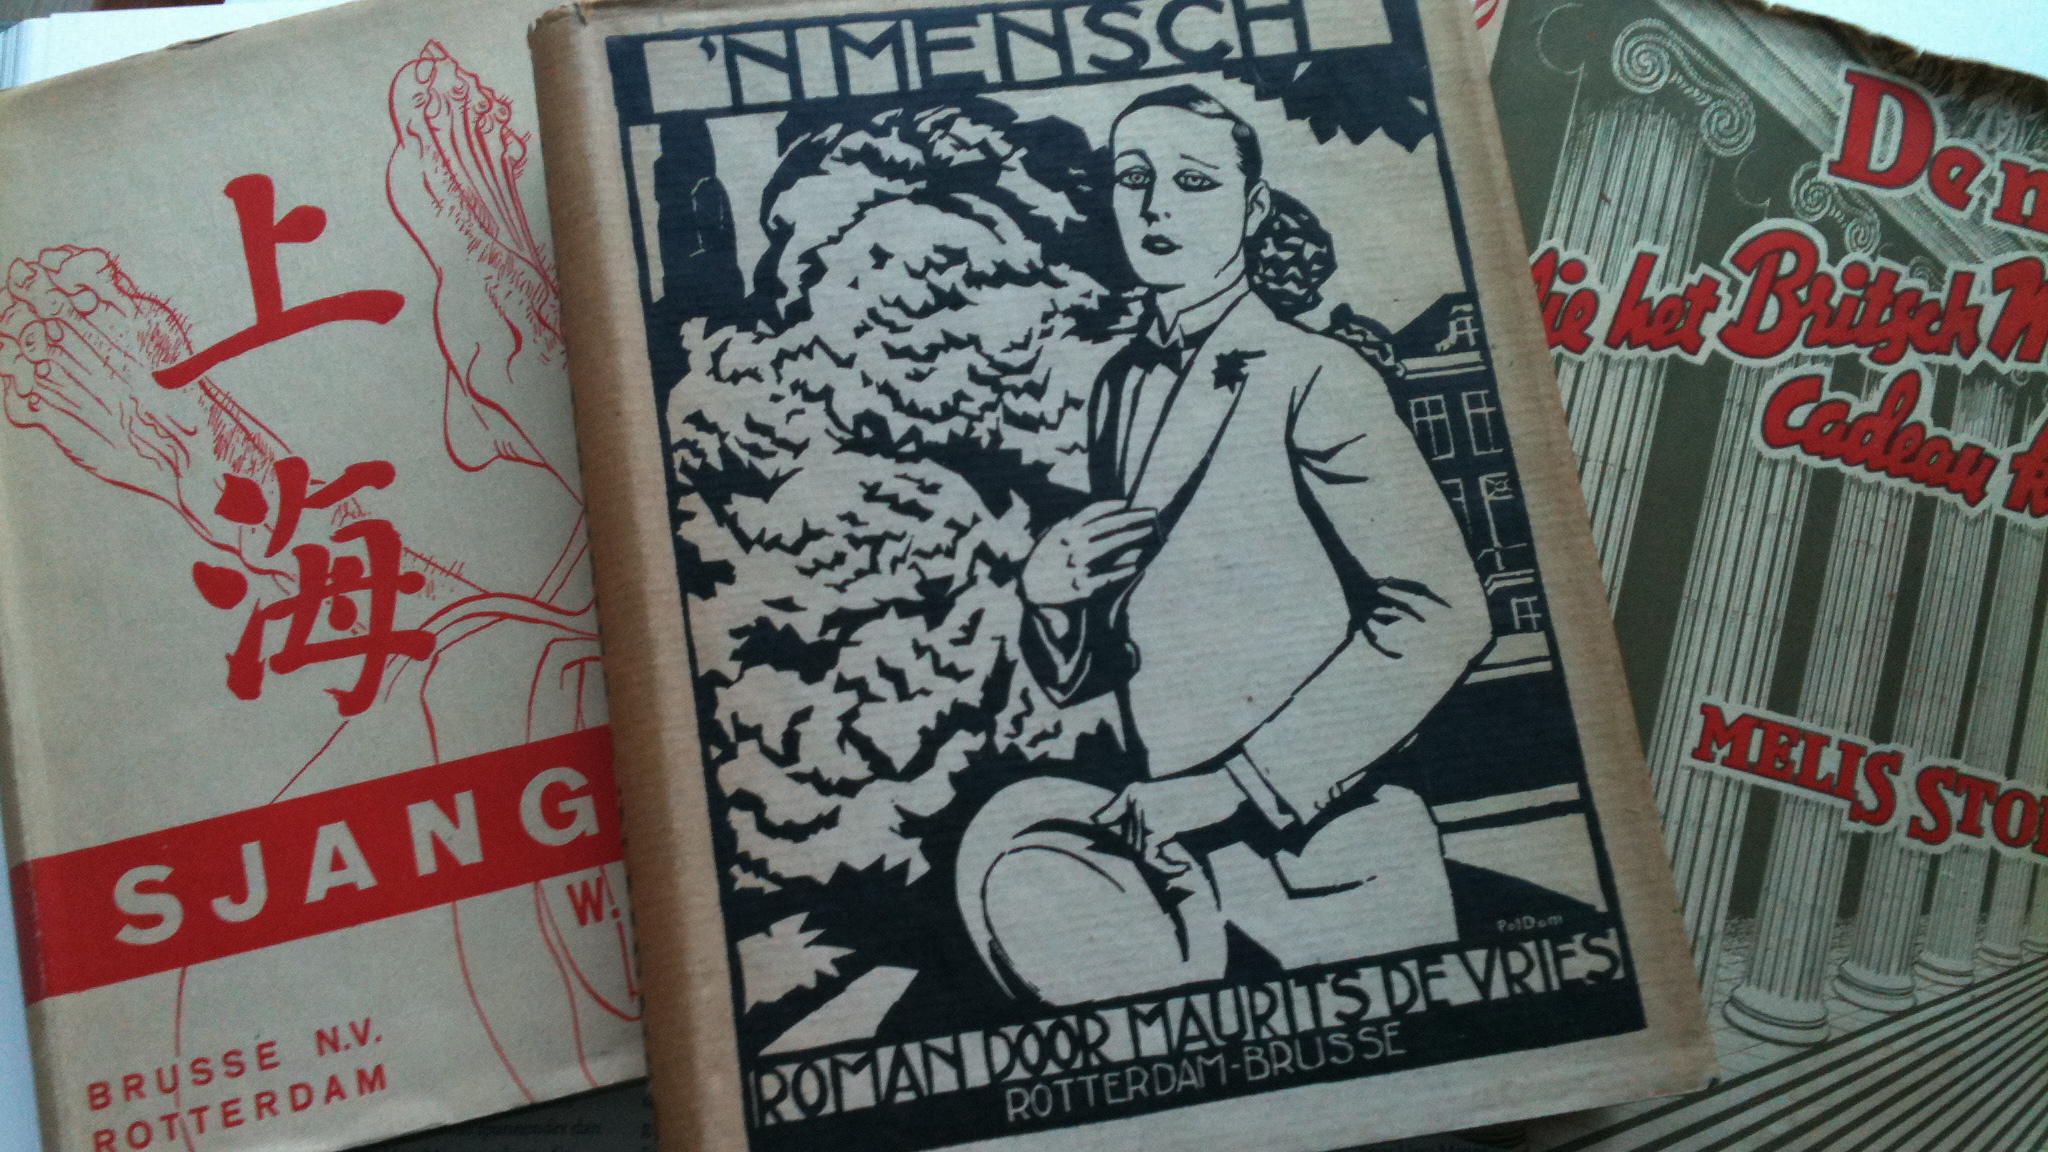 上
海
SJANG
W.
BRUSSE N.V.
ROTTERDAM
'N MENSCH
PolDom
ROMAN DOOR MAURITS DE VRIES
ROTTERDAM-BRUSSE
De
die het Britsch M
cadeau k
MELIS STO